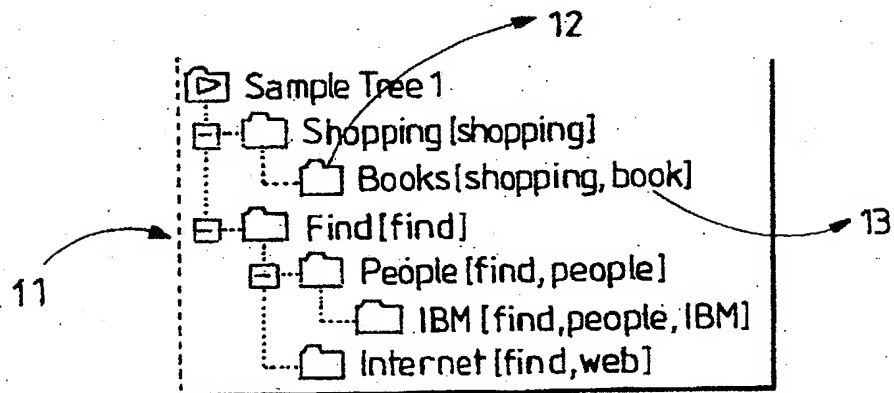 12
Sample Tree 1
Shopping [shopping]
Books [shopping, book]
Find [find]
13
People [find, people]
11
IBM [find, people, IBM]
Internet [find, web]